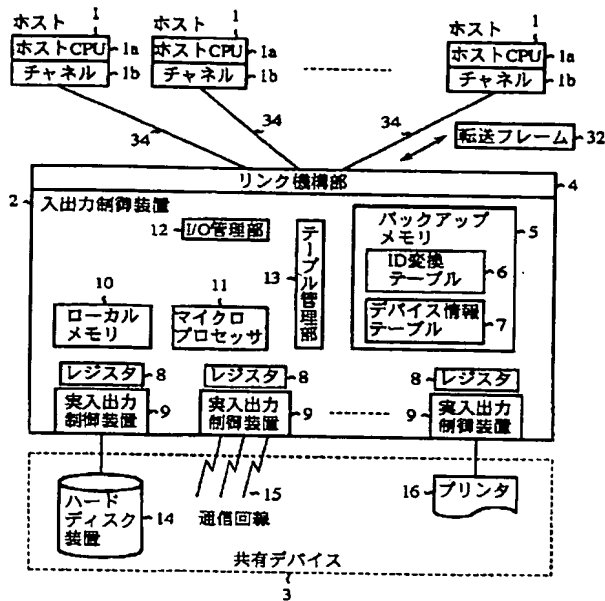 ホスト 1
ホストCPU 1a
チャネル 1b
ホスト 1
ホストCPU 1a
チャネル 1b
ホスト 1
ホストCPU 1a
チャネル 1b
34
34
34
転送フレーム 32
リンク機構部 4
2 入出力制御装置
12 I/O管理部
13 テーブル管理部
バックアップ
メモリ
5
ID変換
テーブル
6
デバイス情報
テーブル
7
10
ローカル
メモリ
11
マイクロ
プロセッサ
レジスタ 8
実入出力
制御装置
9
レジスタ 8
実入出力
制御装置
9
8 レジスタ
9 実入出力
制御装置
ハード
ディスク
装置
14
15
通信回線
16 プリンタ
共有デバイス
3